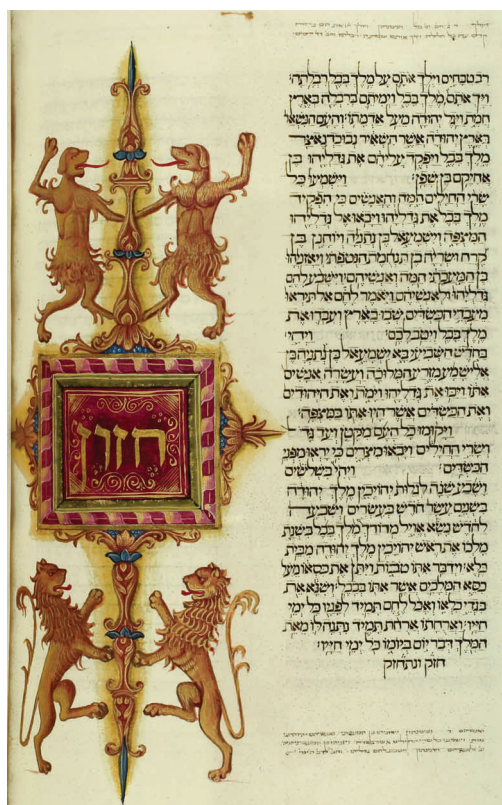 רב טבחים וילך אתם על מלך בבל רבלתה׃
ויך אתם מלך בבל וימיתם ברבלה בארץ
חמת ויגל יהודה מעל אדמתו׃ והעם הנשאר
בארץ יהודה אשר השאיר נבוכדנאצר
מלך בבל ויפקד עליהם את גדליהו בן
אחיקם בן שפן׃ וישמעו כל
שרי החילים המה והאנשים כי הפקיד
מלך בבל את גדליהו ויבאו אל גדליהו
המצפה וישמעאל בן נתניה ויוחנן בן
קרח ושריה בן תנחמת הנטפתי ויאזניהו
בן המעכתי המה ואנשיהם׃ וישבע להם
גדליהו ולאנשיהם ויאמר להם אל תיראו
מעבדי הכשדים שבו בארץ ועבדו את
מלך בבל ויטב לכם׃ ויהי
בחדש השביעי בא ישמעאל בן נתניה בן
אלישמע מזרע המלוכה ועשרה אנשים
אתו ויכו את גדליהו וימת ואת היהודים
ואת הכשדים אשר היו אתו במצפה׃
ויקומו כל העם מקטן ועד גד
ושרי החילים ויבאו מצרים כי יראו מפני
הכשדים׃ ויהי בשלשים
ושבע שנה לגלות יהויכין מלך יהודה
בשנים עשר חדש בעשרים ושבעה
לחדש נשא אויל מרודך מלך בבל בשנת
מלכו את ראש יהויכין מלך יהודה מבית
כלא׃ וידבר אתו טבות ויתן את כסאו מעל
כסא המלכים אשר אתו בבבל׃ ושנא את
בגדי כלאו ואכל לחם תמיד לפניו כל ימי
חייו׃ וארחתו ארחת תמיד נתנה לו מאת
המלך דבר יום ביומו כל ימי חייו׃
חזק ונתחזק
חזון